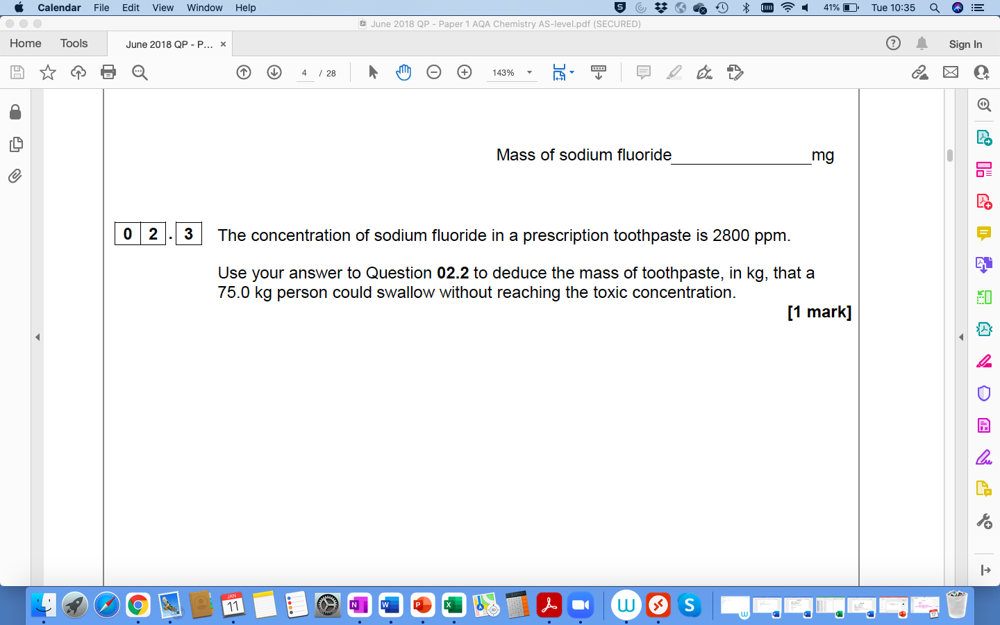 Calendar File Edit View Window Help 41% Tue 10:35
June 2018 QP - Paper 1 AQA Chemistry AS-level.pdf (SECURED)
Home Tools June 2018 QP - P... × Sign In
4 / 28 143%
Mass of sodium fluoride_______________mg
0 2 . 3 The concentration of sodium fluoride in a prescription toothpaste is 2800 ppm.
Use your answer to Question 02.2 to deduce the mass of toothpaste, in kg, that a
75.0 kg person could swallow without reaching the toxic concentration.
[1 mark]
JAN
11